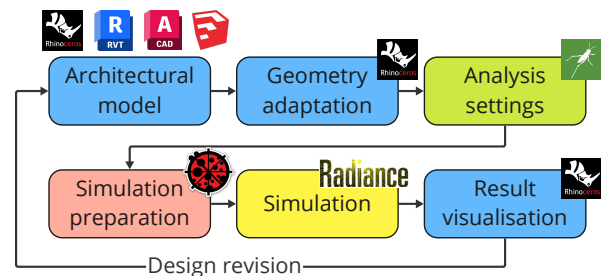 Rhinoceros
R
RVT
A
CAD
Architectural
model
Geometry
adaptation
Rhinoceros
Analysis
settings
Simulation
preparation
Radiance
Simulation
Result
visualisation
Rhinoceros
Design revision